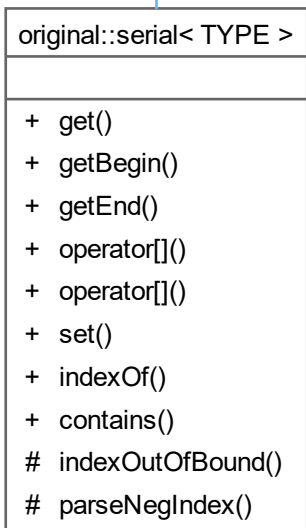 original::serial< TYPE >
+ get()
+ getBegin()
+ getEnd()
+ operator[]()
+ operator[]()
+ set()
+ indexOf()
+ contains()
# indexOutOfBound()
# parseNegIndex()